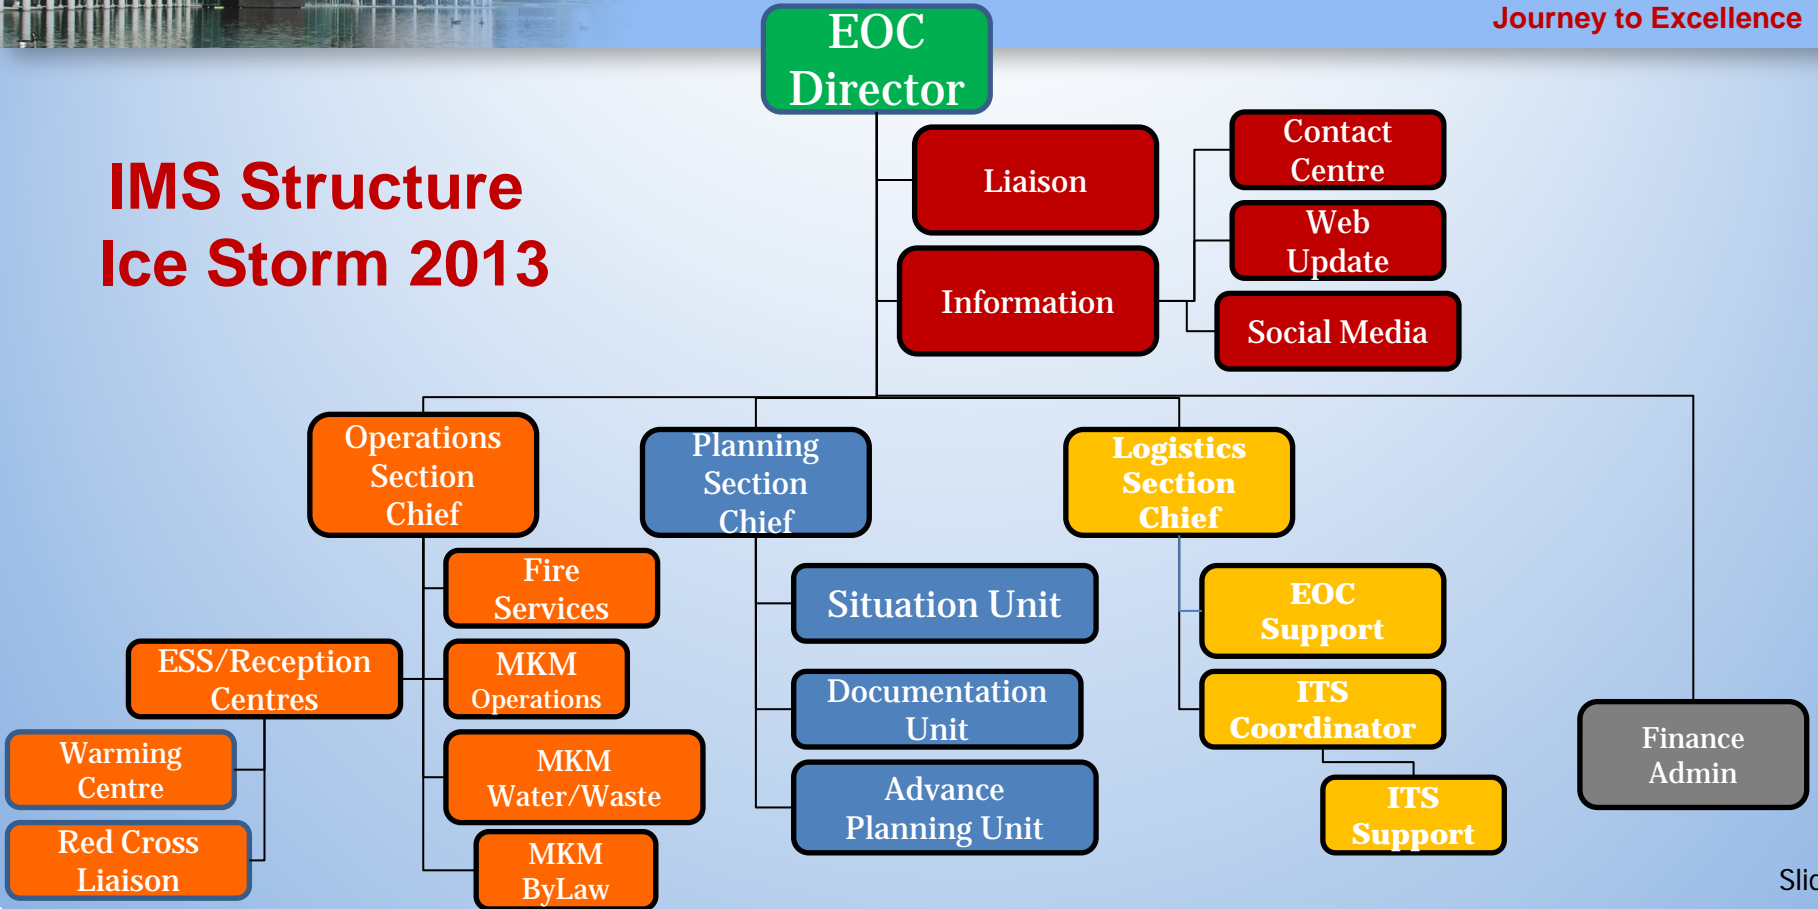 Journey to Excellence
EOC
Director
IMS Structure
Ice Storm 2013
Liaison
Information
Contact
Centre
Web
Update
Social Media
Operations
Section
Chief
Planning
Section
Chief
Logistics
Section
Chief
Fire
Services
ESS/Reception
Centres
MKM
Operations
Warming
Centre
MKM
Water/Waste
Red Cross
Liaison
MKM
ByLaw
Situation Unit
Documentation
Unit
Advance
Planning Unit
EOC
Support
ITS
Coordinator
ITS
Support
Finance
Admin